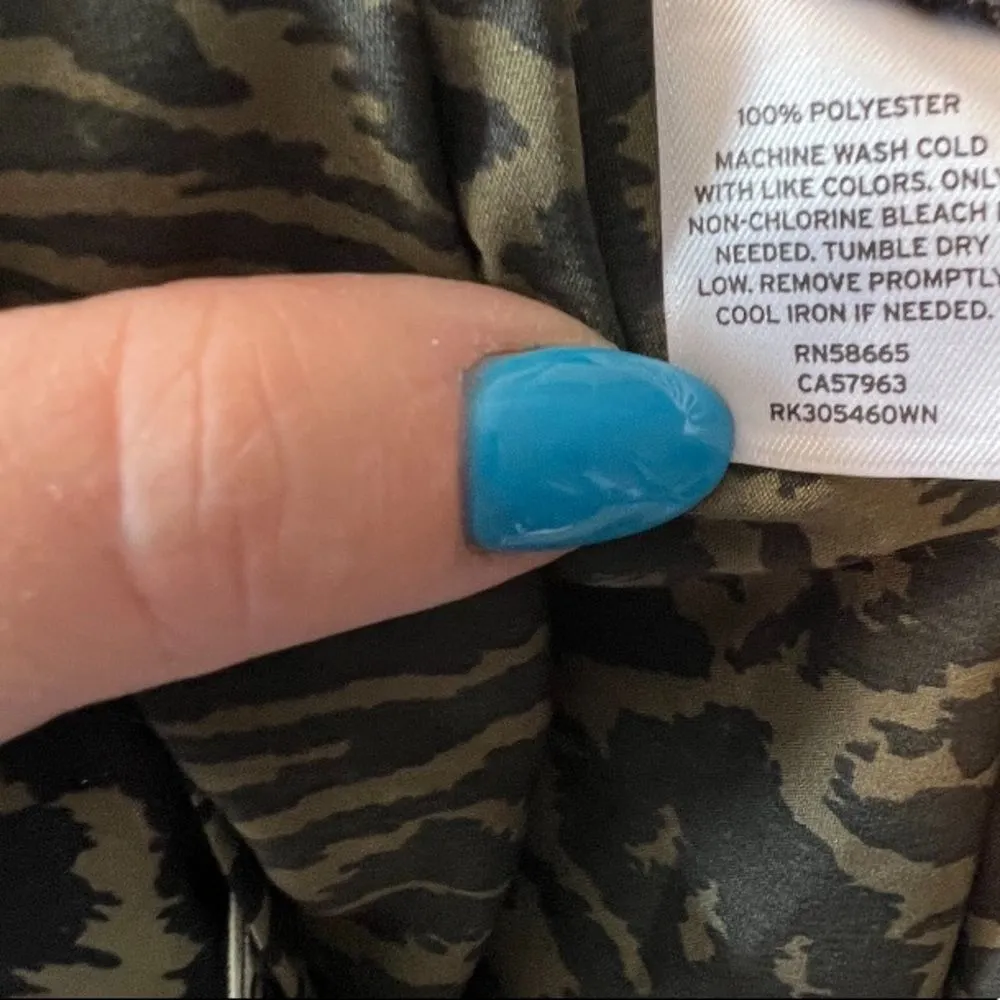 100% POLYESTER
MACHINE WASH COLD
WITH LIKE COLORS. ONLY
NON-CHLORINE BLEACH
NEEDED. TUMBLE DRY
LOW. REMOVE PROMPTLY
COOL IRON IF NEEDED.
RN58665
CA57963
RK305460WN